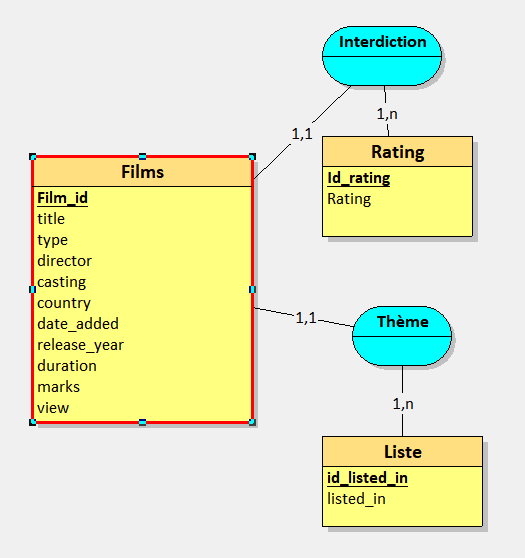 Interdiction
1,1
1,n
Rating
Id_rating
Rating
Films
Film_id
title
type
director
casting
country
date_added
release_year
duration
marks
view
1,1
Thème
1,n
Liste
id_listed_in
listed_in